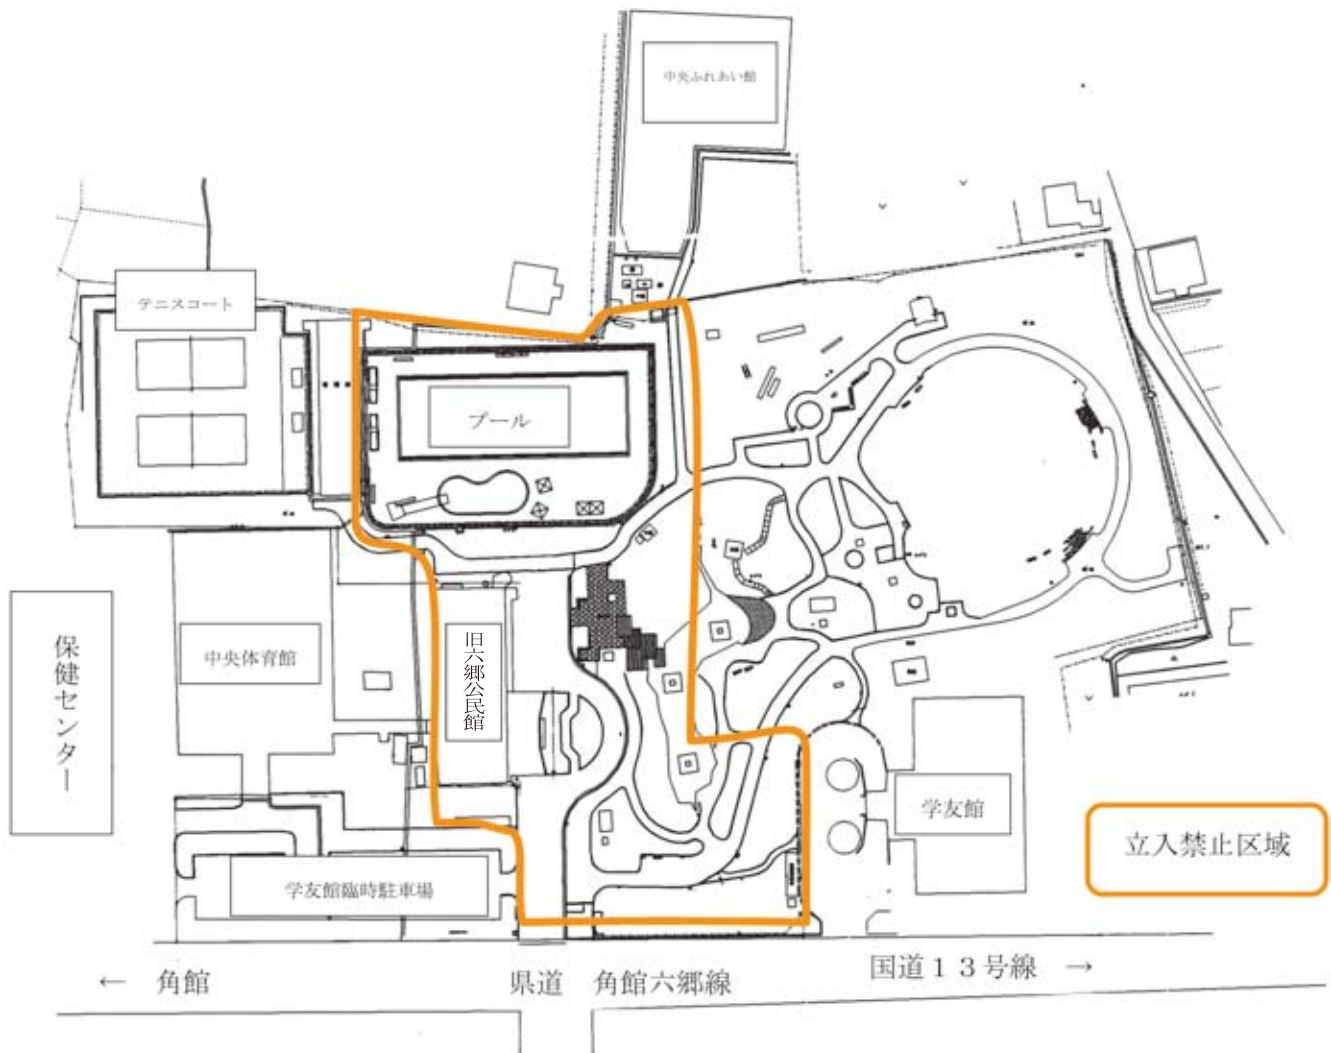 中央ふれあい館
テニスコート
プール
保健センター
中央体育館
旧六郷公民館
学友館
立入禁止区域
学友館臨時駐車場
← 角館
県道 角館六郷線
国道13号線 →